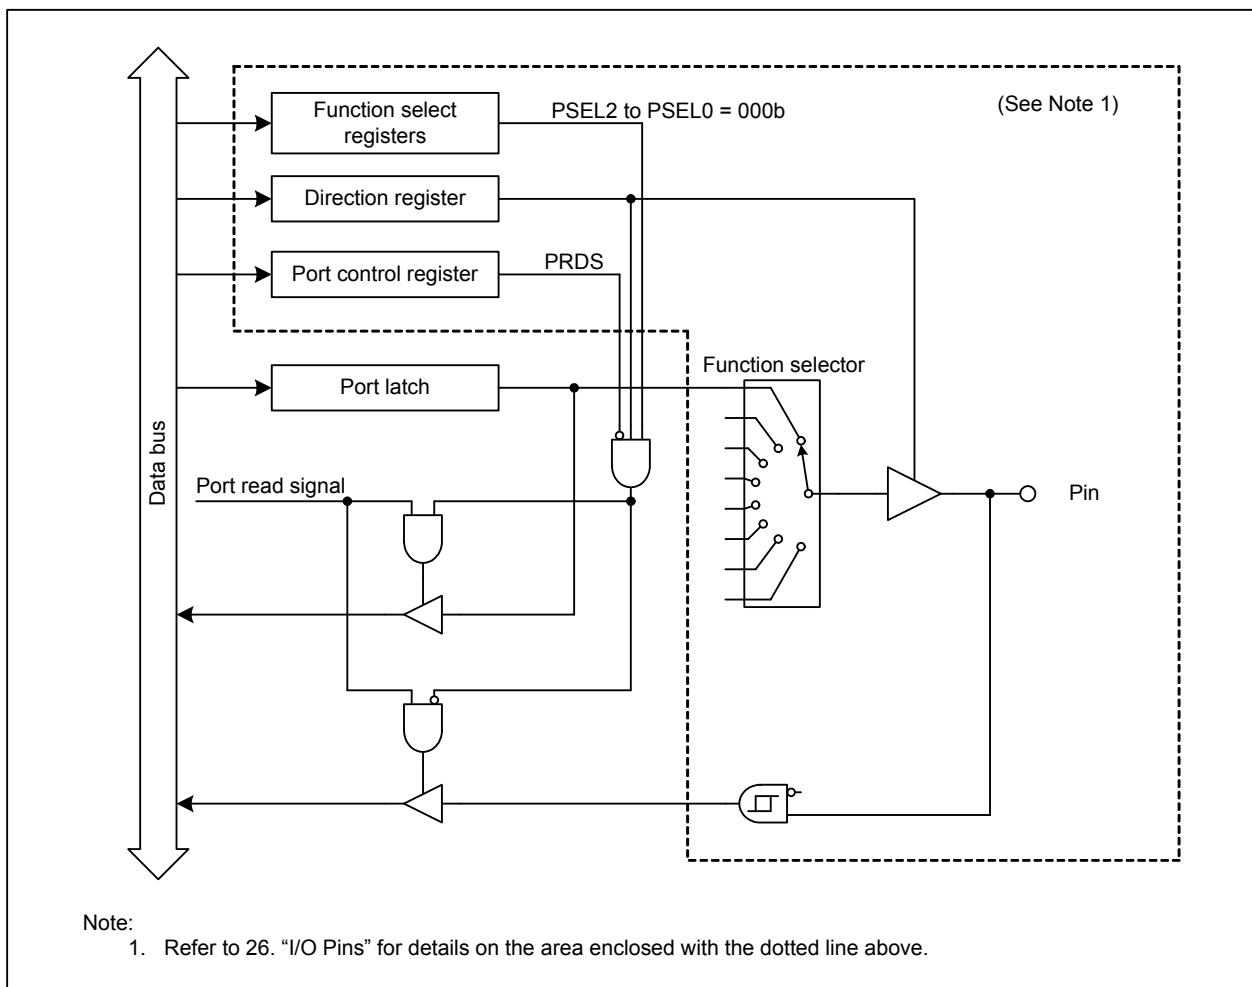 Function select
registers
PSEL2 to PSEL0 = 000b
(See Note 1)
Direction register
Port control register
PRDS
Port latch
Function selector
Data bus
Port read signal
Pin
Note:
1. Refer to 26. “I/O Pins” for details on the area enclosed with the dotted line above.